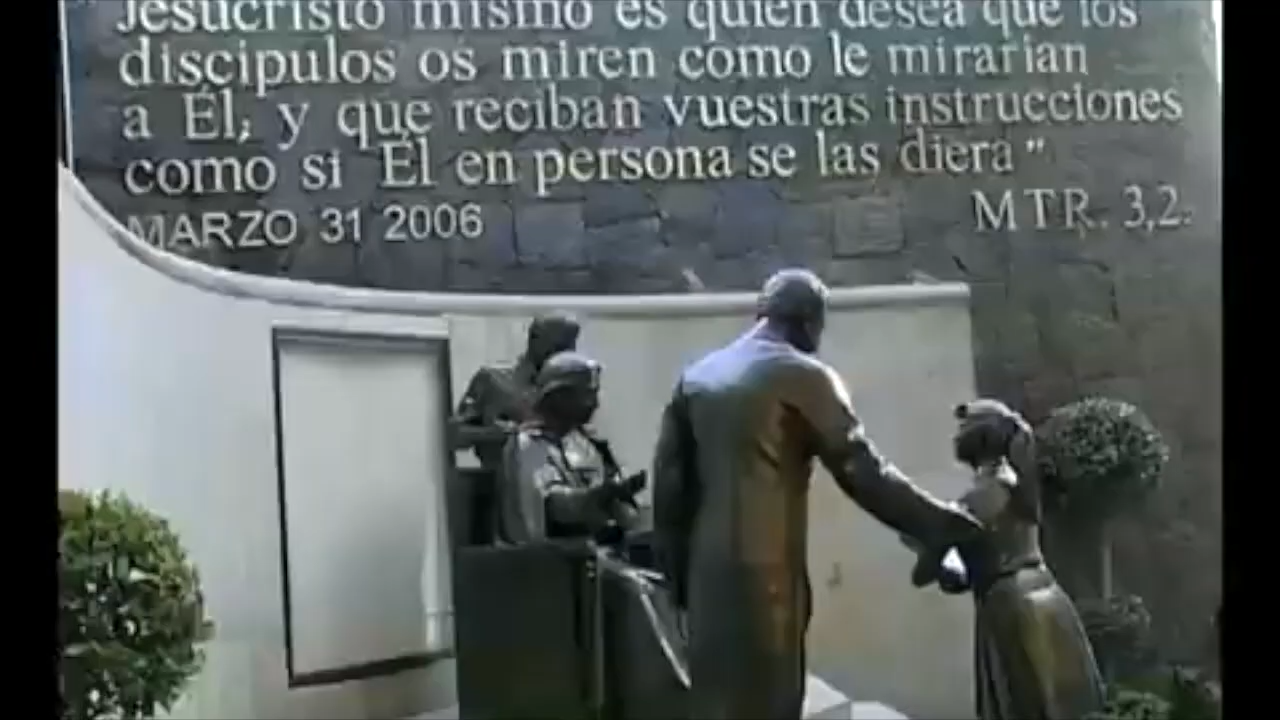 Jesucristo mismo es quien desea que los
discipulos os miren como le mirarian
a Él, y que reciban vuestras instrucciones
como si Él en persona se las diera"
MARZO 31 2006
MTR. 3,2.